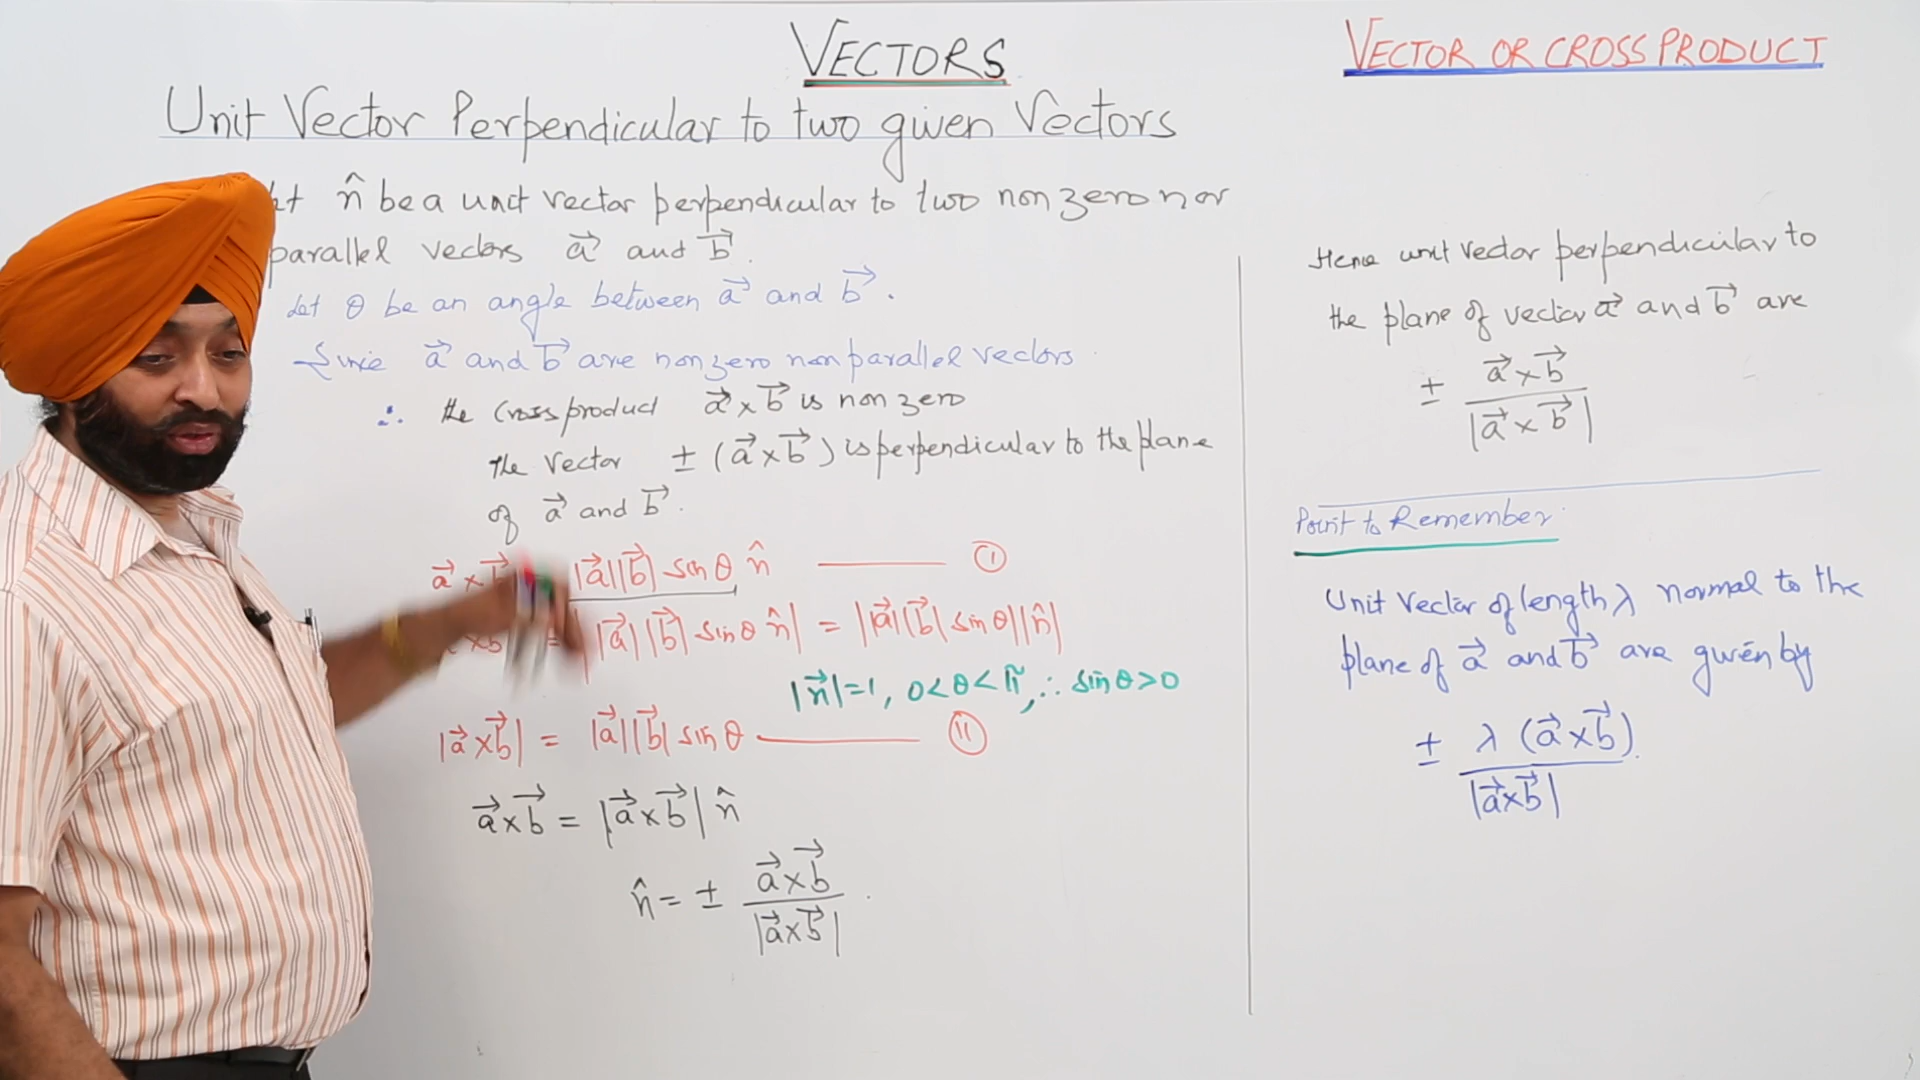 VECTORS
VECTOR OR CROSS PRODUCT
Unit Vector Perpendicular to two given Vectors
n̂ be a unit vector perpendicular to two non zero non
parallel vectors a⃗ and b⃗.
Let θ be an angle between a⃗ and b⃗.
Since a⃗ and b⃗ are non zero non parallel vectors
∴ the cross product a⃗ × b⃗ is non zero
The vector ± (a⃗ × b⃗) is perpendicular to the plane
of a⃗ and b⃗.
a⃗ × |a⃗||b⃗| sin θ n̂ —— (I)
= ||a⃗||b⃗| sin θ n̂| = |a⃗||b⃗| sin θ||n̂|
|n⃗| = 1, 0 < θ < π, ∴ sin θ > 0
|a⃗ × b⃗| = |a⃗||b⃗| sin θ —— (II)
a⃗ × b⃗ = |a⃗ × b⃗| n̂
n̂ = ± a⃗ × b⃗ / |a⃗ × b⃗|
Hence unit vector perpendicular to
the plane of vector a⃗ and b⃗ are
± a⃗ × b⃗ / |a⃗ × b⃗|
Point to Remember
Unit Vector of length λ normal to the
plane of a⃗ and b⃗ are given by
± λ (a⃗ × b⃗) / |a⃗ × b⃗|